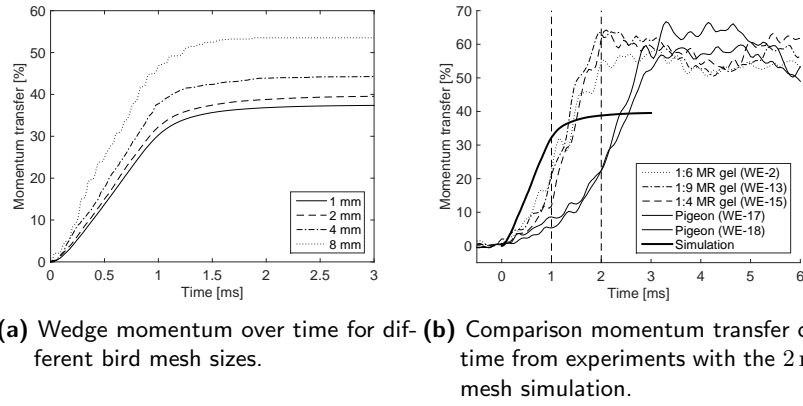 60
50
40
30
20
10
0
Momentum transfer [%]
0 0.5 1 1.5 2 2.5 3
Time [ms]
1 mm
2 mm
4 mm
8 mm
70
60
50
40
30
20
10
0
Momentum transfer [%]
0 1 2 3 4 5 6
Time [ms]
1:6 MR gel (WE-2)
1:9 MR gel (WE-13)
1:4 MR gel (WE-15)
Pigeon (WE-17)
Pigeon (WE-18)
Simulation
(a) Wedge momentum over time for dif-
ferent bird mesh sizes.
(b) Comparison momentum transfer
time from experiments with the 2
mesh simulation.